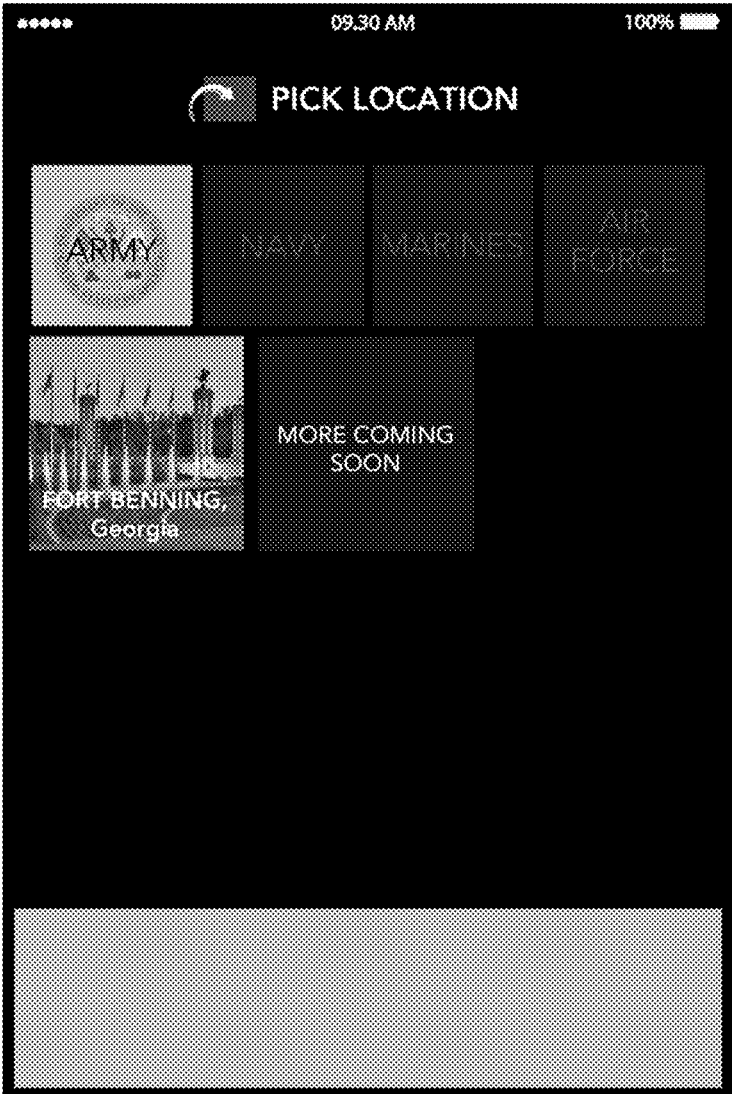 09.30 AM
100%
PICK LOCATION
ARMY
NAVY
MARINES
AIR
FORCE
FORT BENNING,
Georgia
MORE COMING
SOON